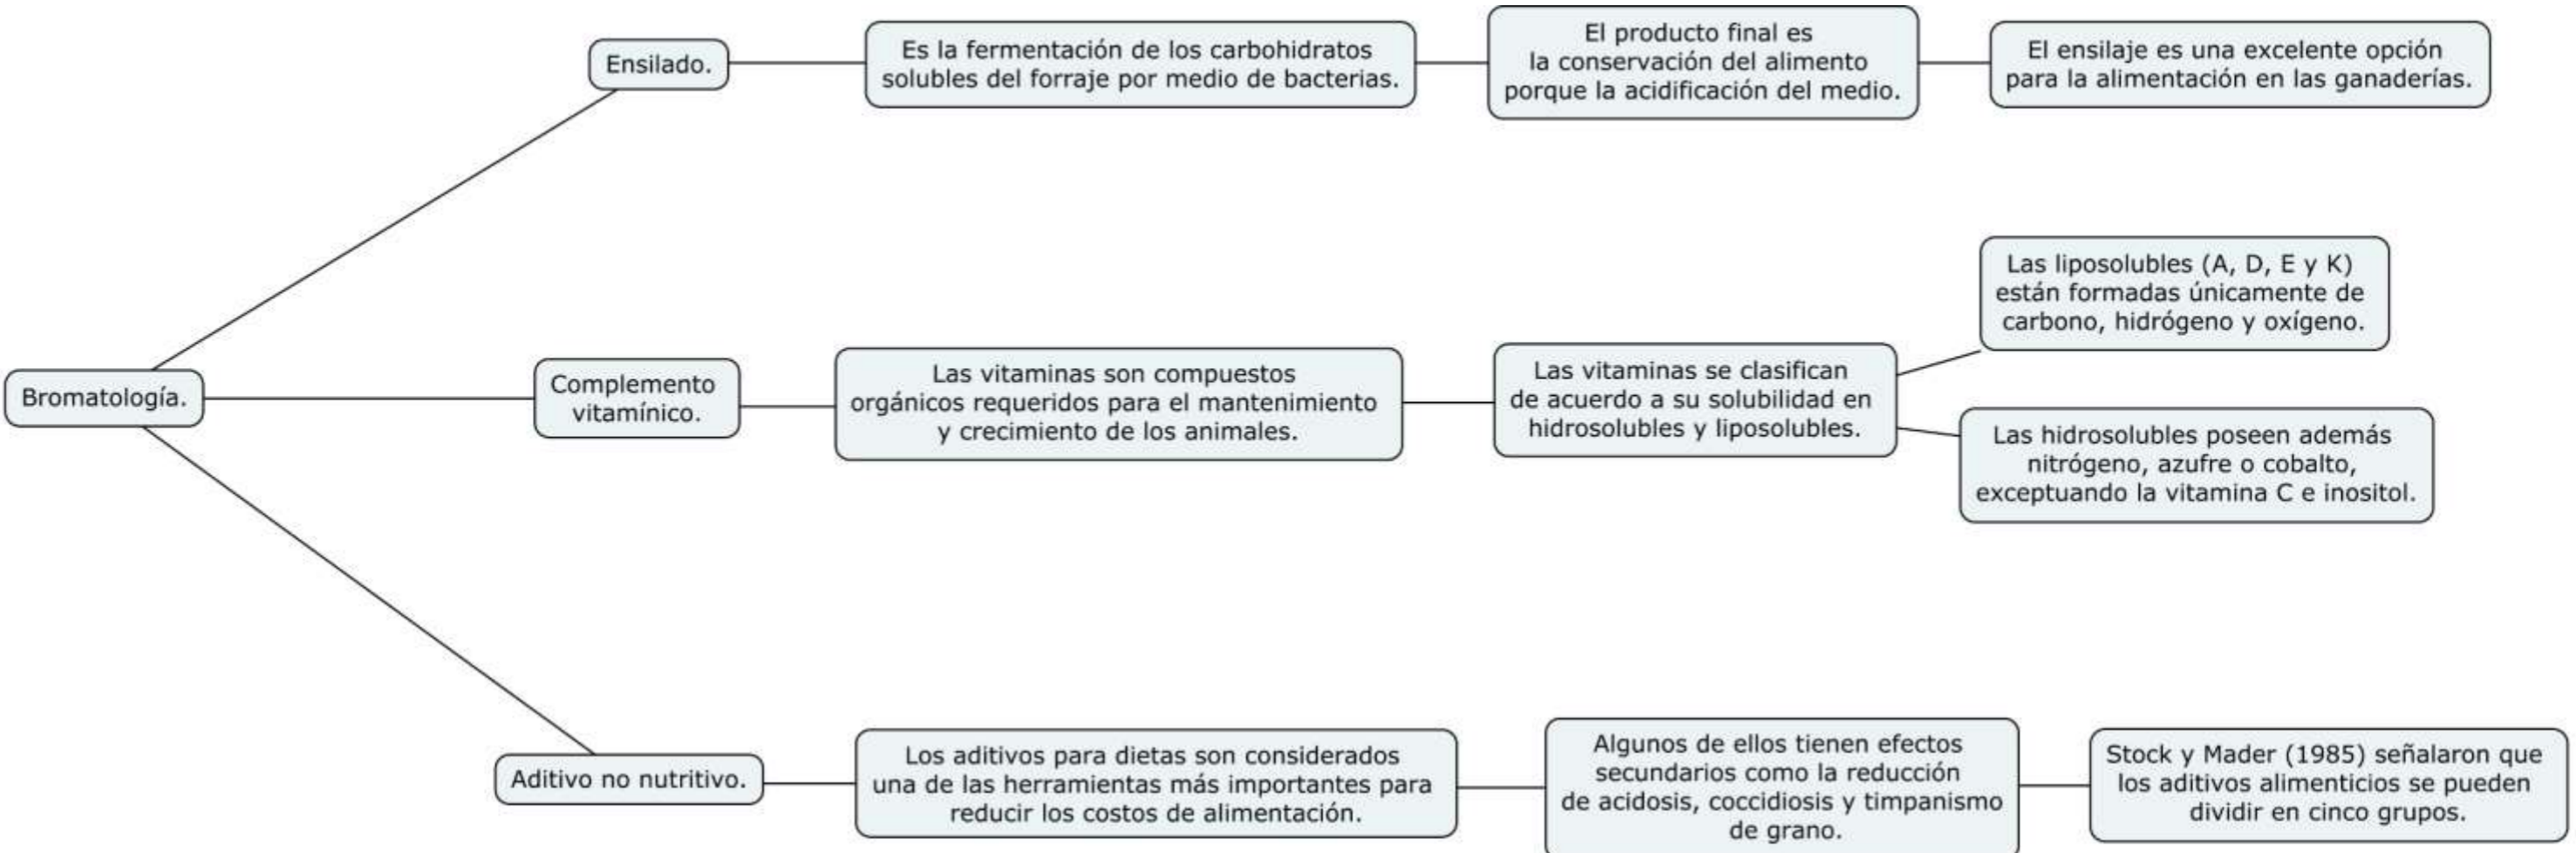 Ensilado.
Es la fermentación de los carbohidratos
solubles del forraje por medio de bacterias.
El producto final es
la conservación del alimento
porque la acidificación del medio.
El ensilaje es una excelente opción
para la alimentación en las ganaderías.
Bromatología.
Complemento
vitamínico.
Las vitaminas son compuestos
orgánicos requeridos para el mantenimiento
y crecimiento de los animales.
Las vitaminas se clasifican
de acuerdo a su solubilidad en
hidrosolubles y liposolubles.
Las liposolubles (A, D, E y K)
están formadas únicamente de
carbono, hidrógeno y oxígeno.
Las hidrosolubles poseen además
nitrógeno, azufre o cobalto,
exceptuando la vitamina C e inositol.
Aditivo no nutritivo.
Los aditivos para dietas son considerados
una de las herramientas más importantes para
reducir los costos de alimentación.
Algunos de ellos tienen efectos
secundarios como la reducción
de acidosis, coccidiosis y timpanismo
de grano.
Stock y Mader (1985) señalaron que
los aditivos alimenticios se pueden
dividir en cinco grupos.